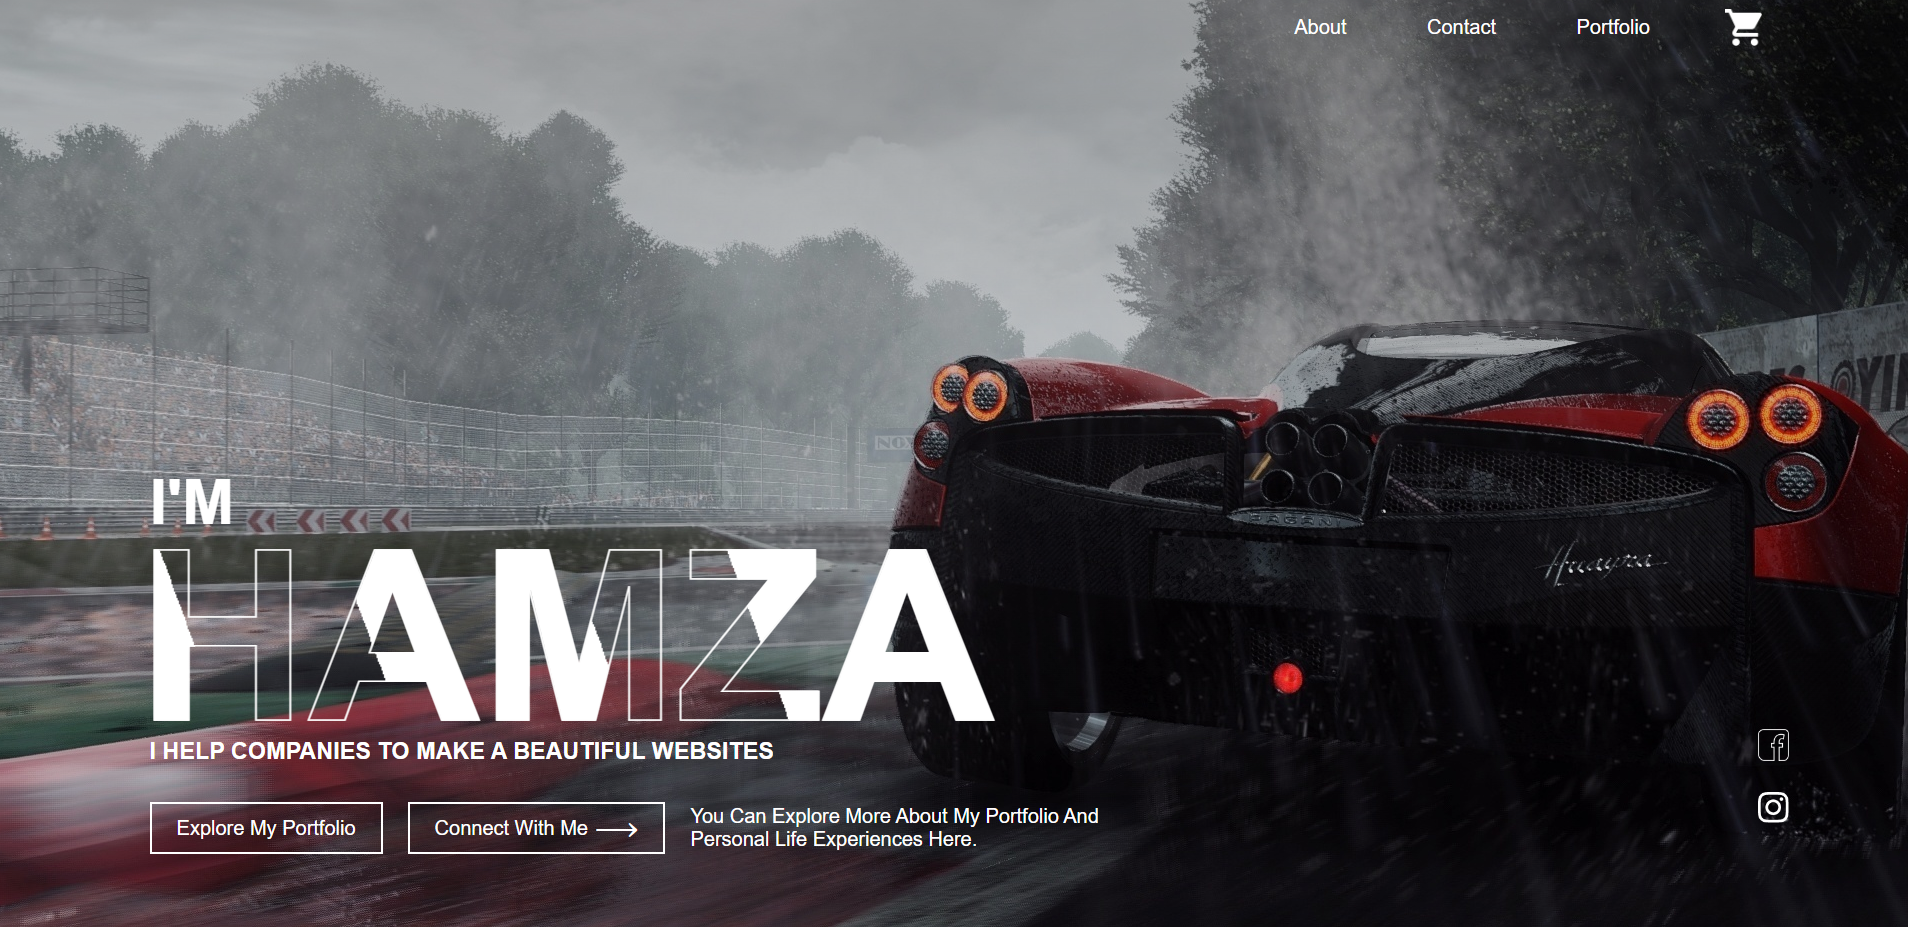 About
Contact
Portfolio
I'M
HAMZA
I HELP COMPANIES TO MAKE A BEAUTIFUL WEBSITES
Explore My Portfolio
Connect With Me
You Can Explore More About My Portfolio And
Personal Life Experiences Here.
PAGANI
Huayra